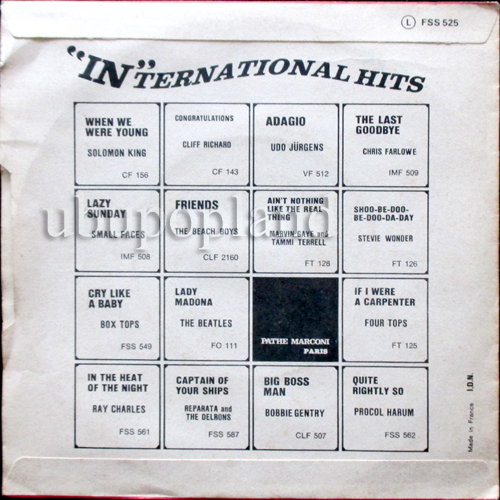 Ⓛ FSS 525
"IN"TERNATIONAL HITS
WHEN WE
WERE YOUNG
SOLOMON KING
CF 156
CONGRATULATIONS
CLIFF RICHARD
CF 143
ADAGIO
UDO JÜRGENS
VF 512
THE LAST
GOODBYE
CHRIS FARLOWE
IMF 509
LAZY
SUNDAY
SMALL FACES
IMF 508
FRIENDS
THE BEACH BOYS
CLF 2160
AIN'T NOTHING
LIKE THE REAL
THING
MARVIN GAYE and
TAMMI TERRELL
FT 128
SHOO-BE-DOO-
BE-DOO-DA-DAY
STEVIE WONDER
FT 126
CRY LIKE
A BABY
BOX TOPS
FSS 549
LADY
MADONA
THE BEATLES
FO 111
PATHE MARCONI
PARIS
IF I WERE
A CARPENTER
FOUR TOPS
FT 125
IN THE HEAT
OF THE NIGHT
RAY CHARLES
FSS 561
CAPTAIN OF
YOUR SHIPS
REPARATA and
THE DELRONS
FSS 587
BIG BOSS
MAN
BOBBIE GENTRY
CLF 507
QUITE
RIGHTLY SO
PROCOL HARUM
FSS 562
Made in France I.D.N.